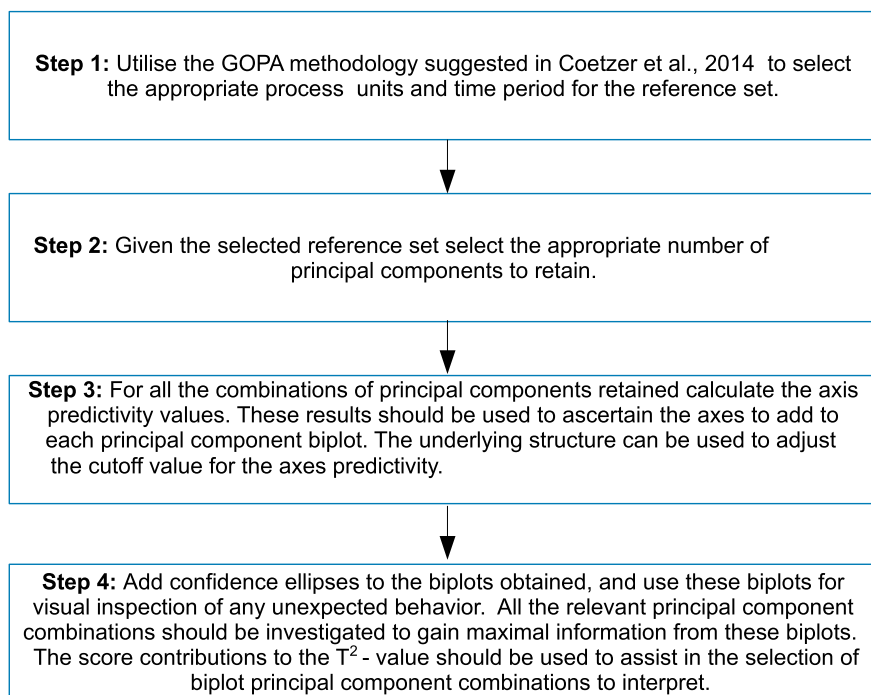 Step 1: Utilise the GOPA methodology suggested in Coetzer et al., 2014 to select
the appropriate process units and time period for the reference set.
Step 2: Given the selected reference set select the appropriate number of
principal components to retain.
Step 3: For all the combinations of principal components retained calculate the axis
predictivity values. These results should be used to ascertain the axes to add to
each principal component biplot. The underlying structure can be used to adjust
the cutoff value for the axes predictivity.
Step 4: Add confidence ellipses to the biplots obtained, and use these biplots for
visual inspection of any unexpected behavior. All the relevant principal component
combinations should be investigated to gain maximal information from these biplots.
The score contributions to the T² - value should be used to assist in the selection of
biplot principal component combinations to interpret.